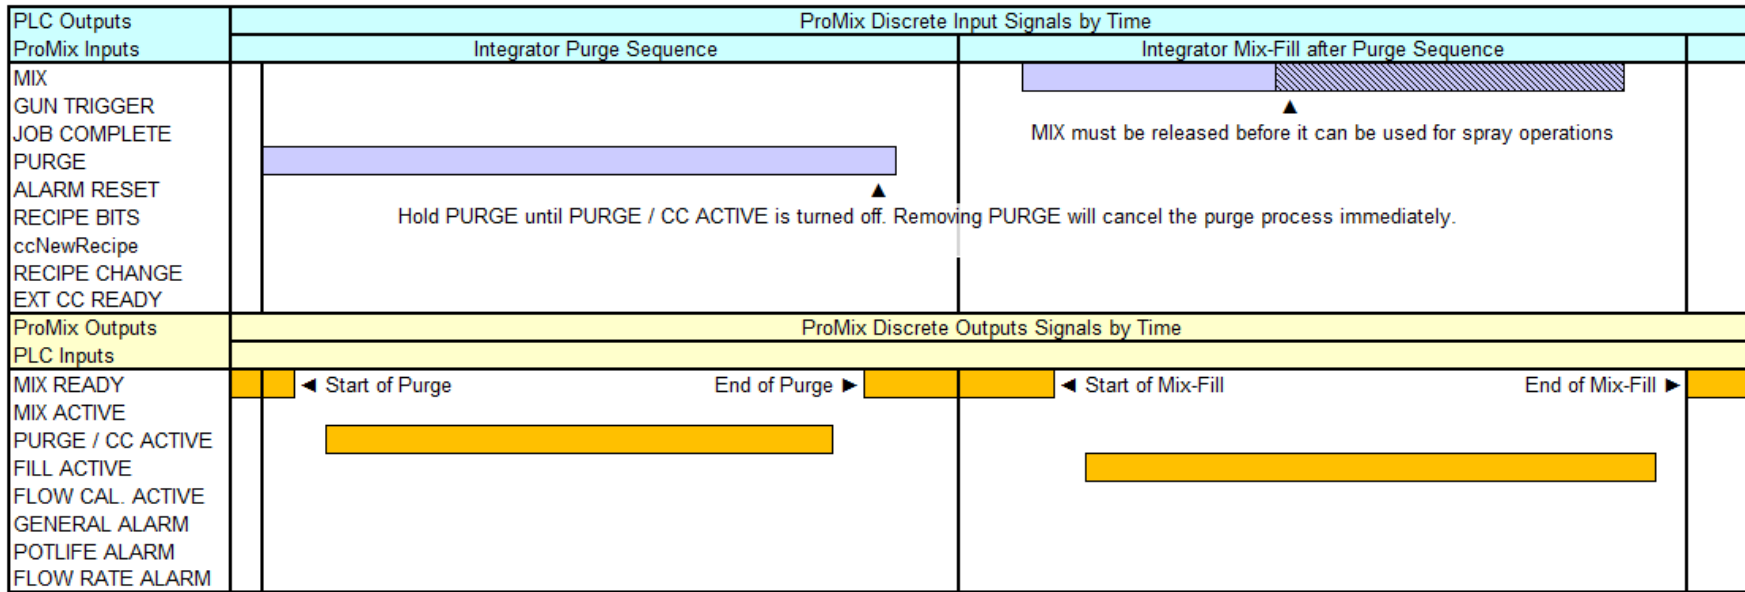 PLC Outputs ProMix Discrete Input Signals by Time
ProMix Inputs Integrator Purge Sequence Integrator Mix-Fill after Purge Sequence
MIX
GUN TRIGGER ▲
JOB COMPLETE MIX must be released before it can be used for spray operations
PURGE
ALARM RESET ▲
RECIPE BITS Hold PURGE until PURGE / CC ACTIVE is turned off. Removing PURGE will cancel the purge process immediately.
ccNewRecipe
RECIPE CHANGE
EXT CC READY
ProMix Outputs ProMix Discrete Outputs Signals by Time
PLC Inputs
MIX READY ◄ Start of Purge End of Purge ► ◄ Start of Mix-Fill End of Mix-Fill ►
MIX ACTIVE
PURGE / CC ACTIVE
FILL ACTIVE
FLOW CAL. ACTIVE
GENERAL ALARM
POTLIFE ALARM
FLOW RATE ALARM